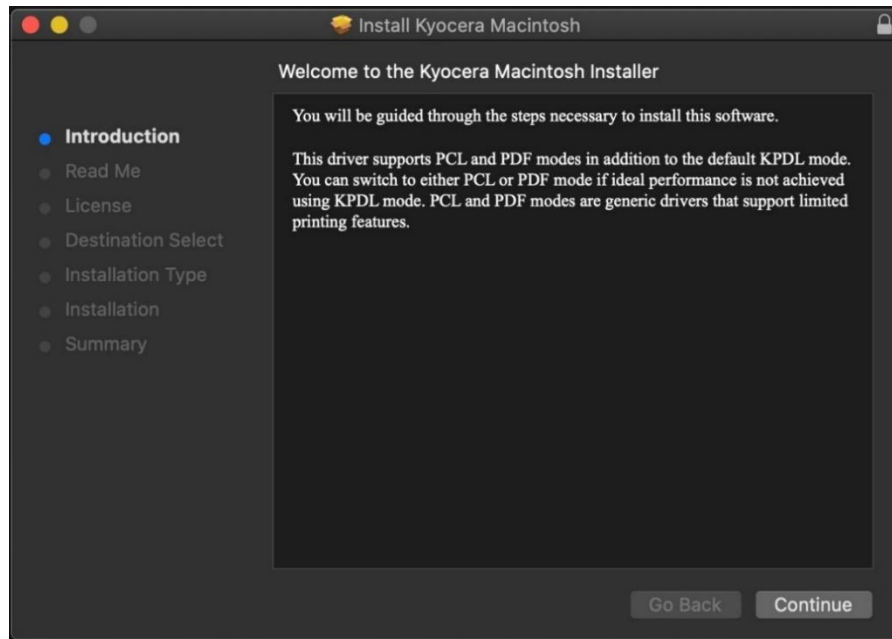 Install Kyocera Macintosh
Welcome to the Kyocera Macintosh Installer
Introduction
Read Me
License
Destination Select
Installation Type
Installation
Summary
You will be guided through the steps necessary to install this software.
This driver supports PCL and PDF modes in addition to the default KPDL mode.
You can switch to either PCL or PDF mode if ideal performance is not achieved
using KPDL mode. PCL and PDF modes are generic drivers that support limited
printing features.
Go Back
Continue